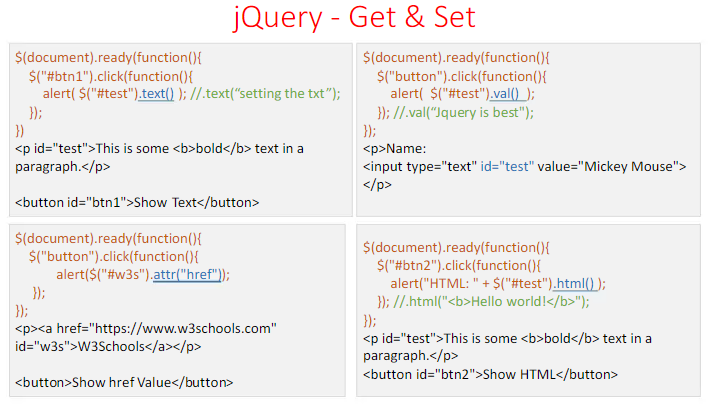 jQuery - Get & Set
$(document).ready(function(){
$("#btn1").click(function(){
alert( $("#test").text() ); //.text(“setting the txt”);
});
})
<p id="test">This is some <b>bold</b> text in a
paragraph.</p>
<button id="btn1">Show Text</button>
$(document).ready(function(){
$("button").click(function(){
alert( $("#test").val() );
}); //.val(“Jquery is best");
});
<p>Name:
<input type="text" id="test" value="Mickey Mouse">
</p>
$(document).ready(function(){
$("button").click(function(){
alert($("#w3s").attr("href"));
});
});
<p><a href="https://www.w3schools.com"
id="w3s">W3Schools</a></p>
<button>Show href Value</button>
$(document).ready(function(){
$("#btn2").click(function(){
alert("HTML: " + $("#test").html() );
}); //.html("<b>Hello world!</b>");
});
<p id="test">This is some <b>bold</b> text in a
paragraph.</p>
<button id="btn2">Show HTML</button>